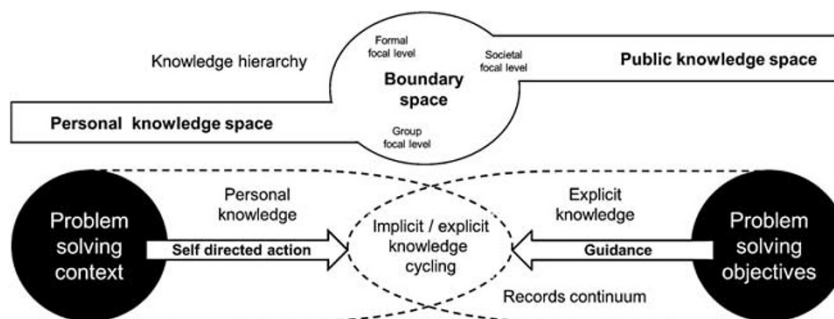 Formal
focal level
Knowledge hierarchy
Societal
focal level
Public knowledge space
Boundary
space
Personal knowledge space
Group
focal level
Problem
solving
context
Personal
knowledge
Self directed action
Implicit / explicit
knowledge
cycling
Explicit
knowledge
Guidance
Problem
solving
objectives
Records continuum